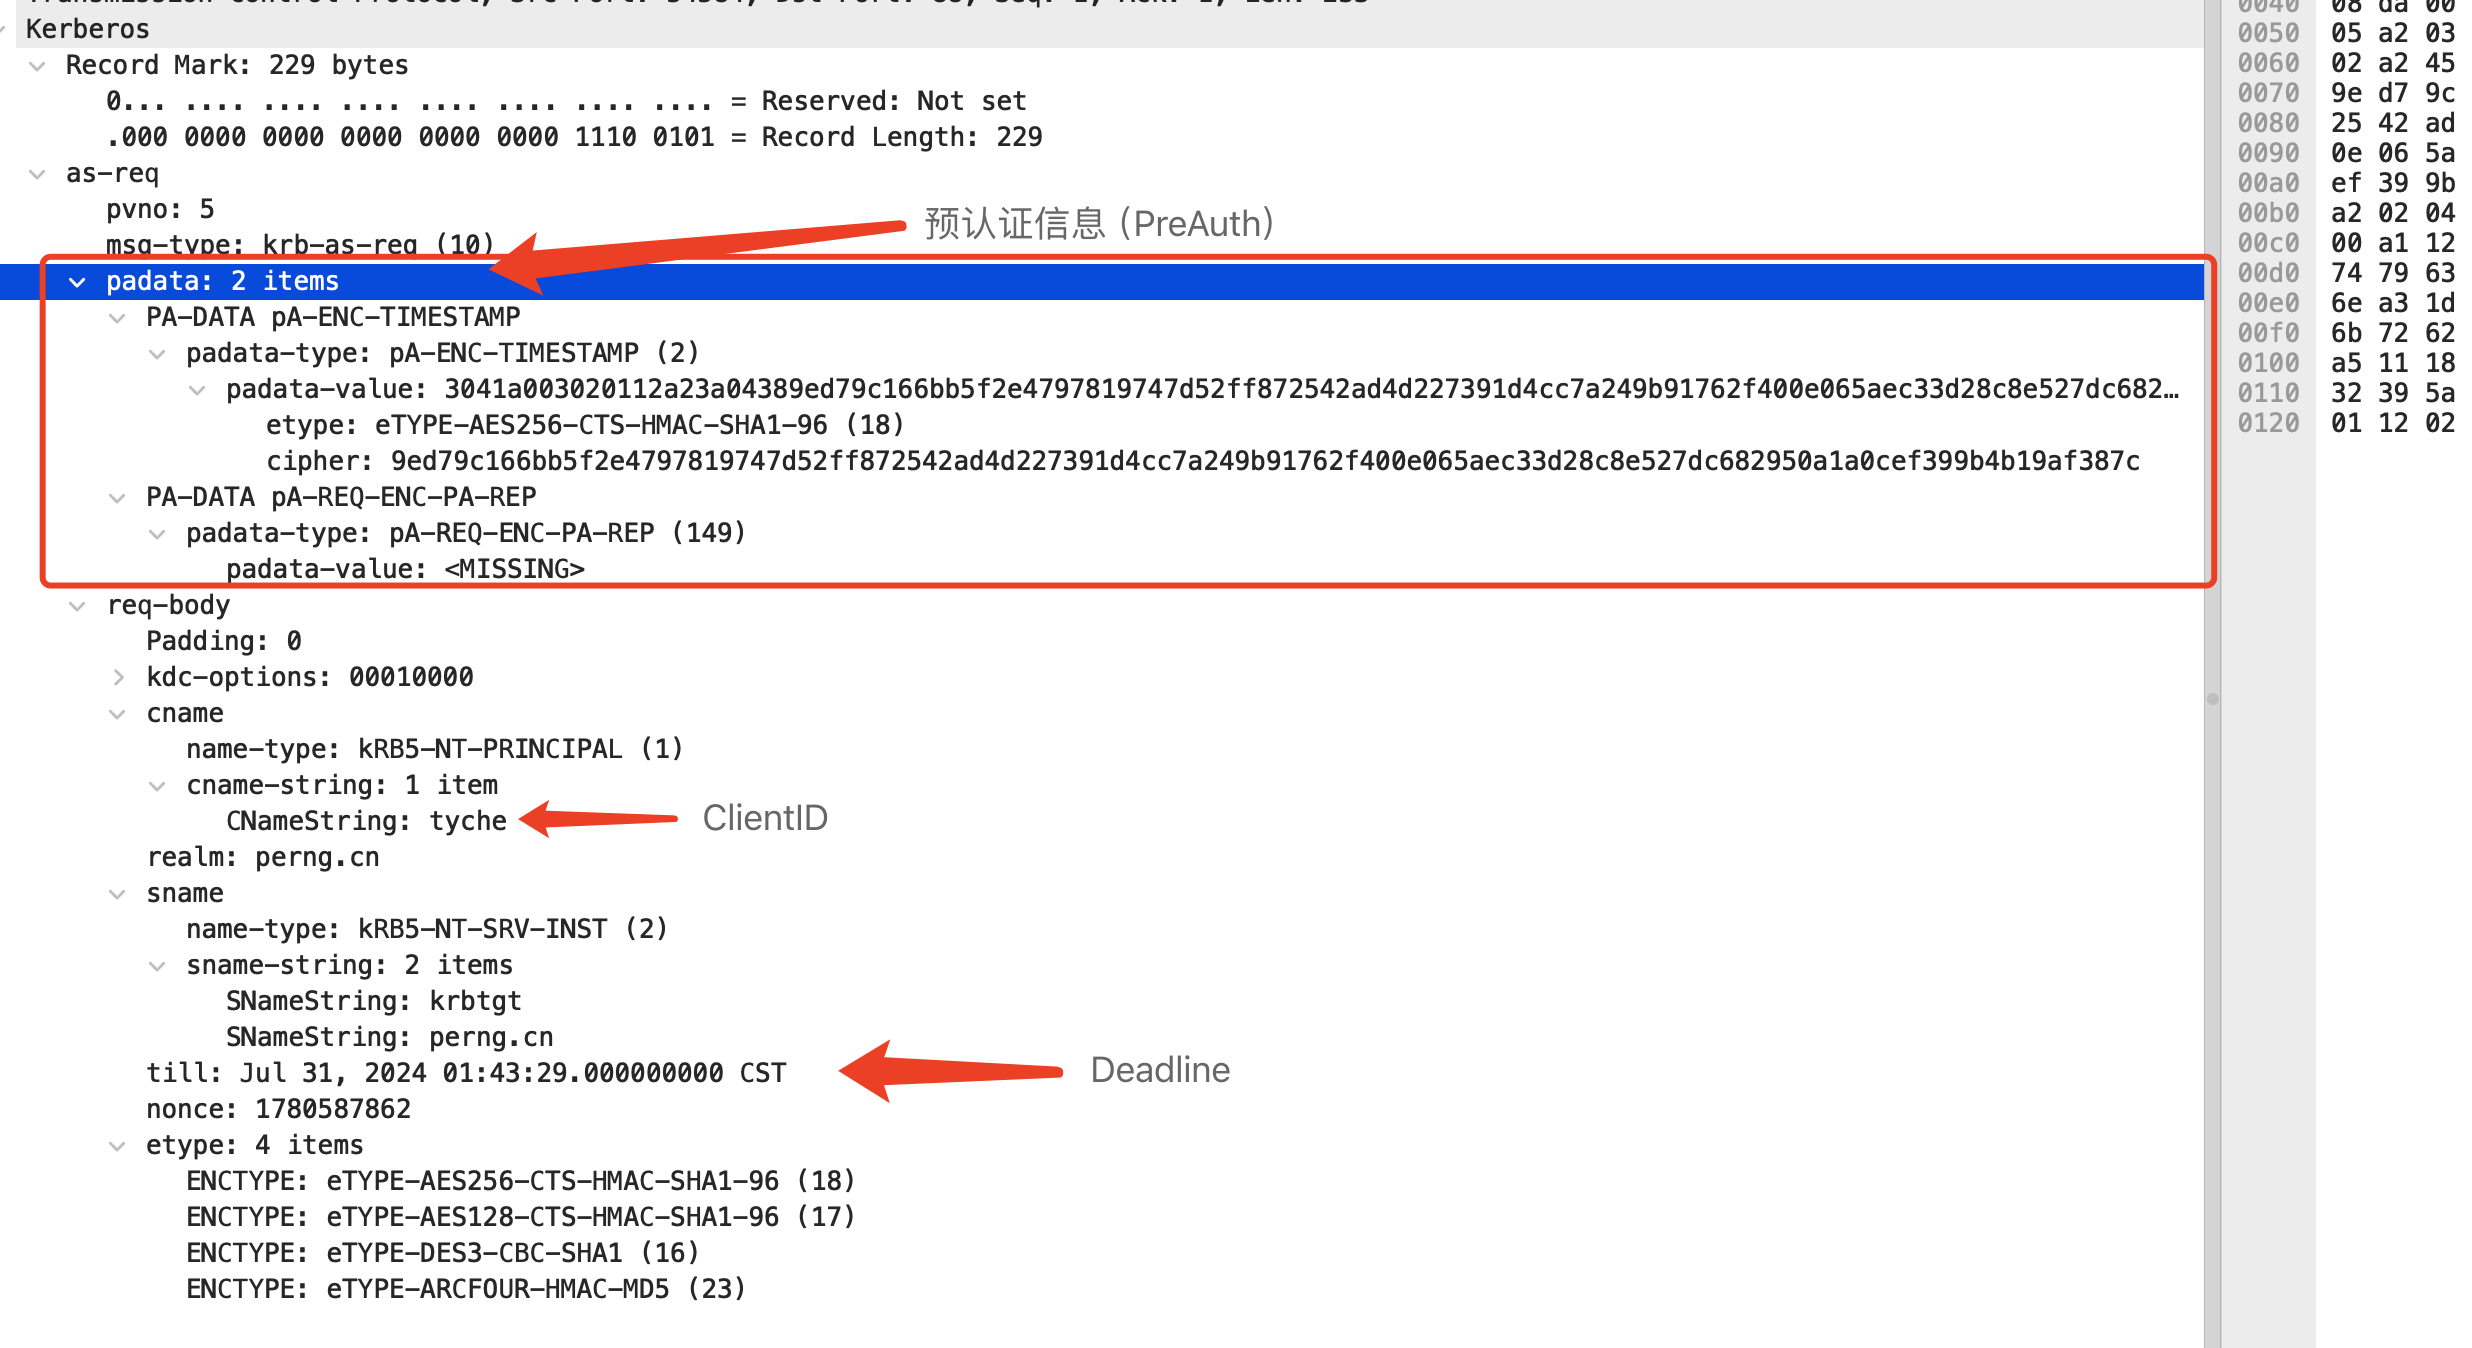 Kerberos
Record Mark: 229 bytes
0... .... .... .... .... .... .... .... = Reserved: Not set
.000 0000 0000 0000 0000 0000 1110 0101 = Record Length: 229
as-req
pvno: 5
msg-type: krb-as-req (10)
预认证信息 (PreAuth)
padata: 2 items
PA-DATA pA-ENC-TIMESTAMP
padata-type: pA-ENC-TIMESTAMP (2)
padata-value: 3041a003020112a23a04389ed79c166bb5f2e4797819747d52ff872542ad4d227391d4cc7a249b91762f400e065aec33d28c8e527dc682…
etype: eTYPE-AES256-CTS-HMAC-SHA1-96 (18)
cipher: 9ed79c166bb5f2e4797819747d52ff872542ad4d227391d4cc7a249b91762f400e065aec33d28c8e527dc682950a1a0cef399b4b19af387c
PA-DATA pA-REQ-ENC-PA-REP
padata-type: pA-REQ-ENC-PA-REP (149)
padata-value: <MISSING>
req-body
Padding: 0
kdc-options: 00010000
cname
name-type: kRB5-NT-PRINCIPAL (1)
cname-string: 1 item
CNameString: tyche
ClientID
realm: perng.cn
sname
name-type: kRB5-NT-SRV-INST (2)
sname-string: 2 items
SNameString: krbtgt
SNameString: perng.cn
till: Jul 31, 2024 01:43:29.000000000 CST
Deadline
nonce: 1780587862
etype: 4 items
ENCTYPE: eTYPE-AES256-CTS-HMAC-SHA1-96 (18)
ENCTYPE: eTYPE-AES128-CTS-HMAC-SHA1-96 (17)
ENCTYPE: eTYPE-DES3-CBC-SHA1 (16)
ENCTYPE: eTYPE-ARCFOUR-HMAC-MD5 (23)
0040 08 da 00
0050 05 a2 03
0060 02 a2 45
0070 9e d7 9c
0080 25 42 ad
0090 0e 06 5a
00a0 ef 39 9b
00b0 a2 02 04
00c0 00 a1 12
00d0 74 79 63
00e0 6e a3 1d
00f0 6b 72 62
0100 a5 11 18
0110 32 39 5a
0120 01 12 02